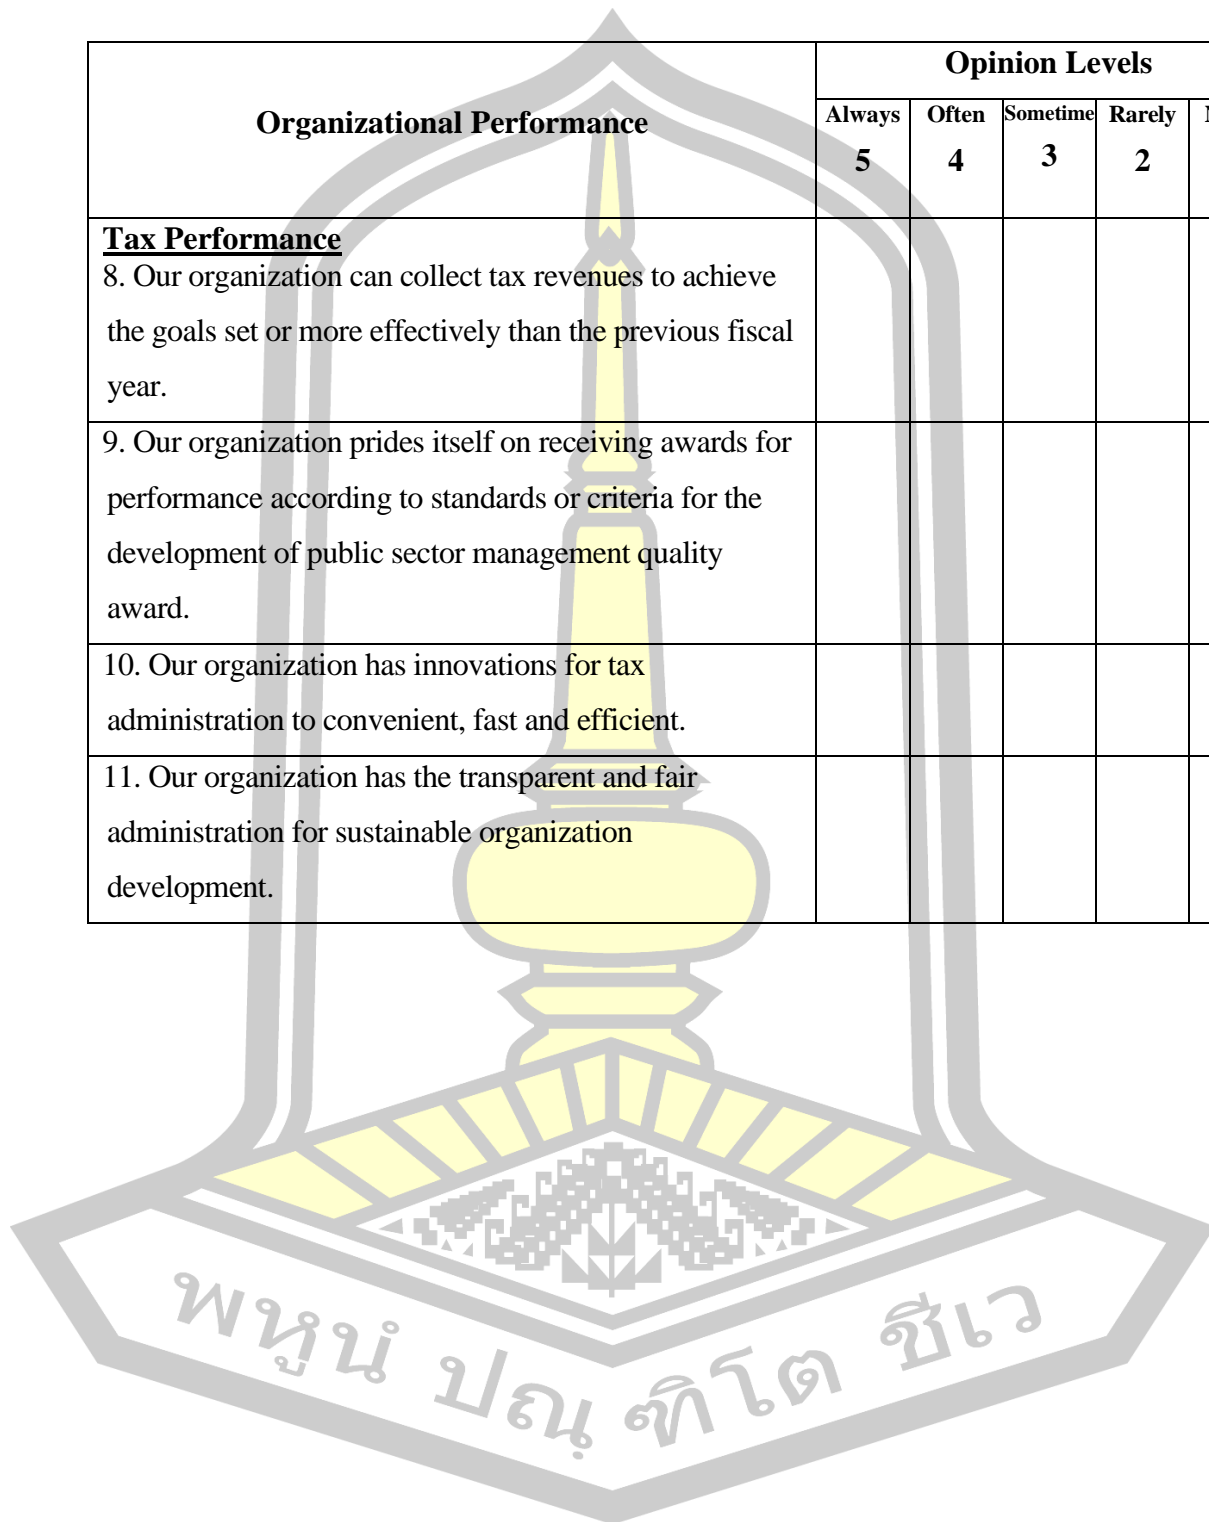 Organizational Performance
Opinion Levels
Always Often Sometime Rarely
5 4 3 2
Tax Performance
8. Our organization can collect tax revenues to achieve
the goals set or more effectively than the previous fiscal
year.
9. Our organization prides itself on receiving awards for
performance according to standards or criteria for the
development of public sector management quality
award.
10. Our organization has innovations for tax
administration to convenient, fast and efficient.
11. Our organization has the transparent and fair
administration for sustainable organization
development.
พหูนํ ปณฺฑิโต ชีเว